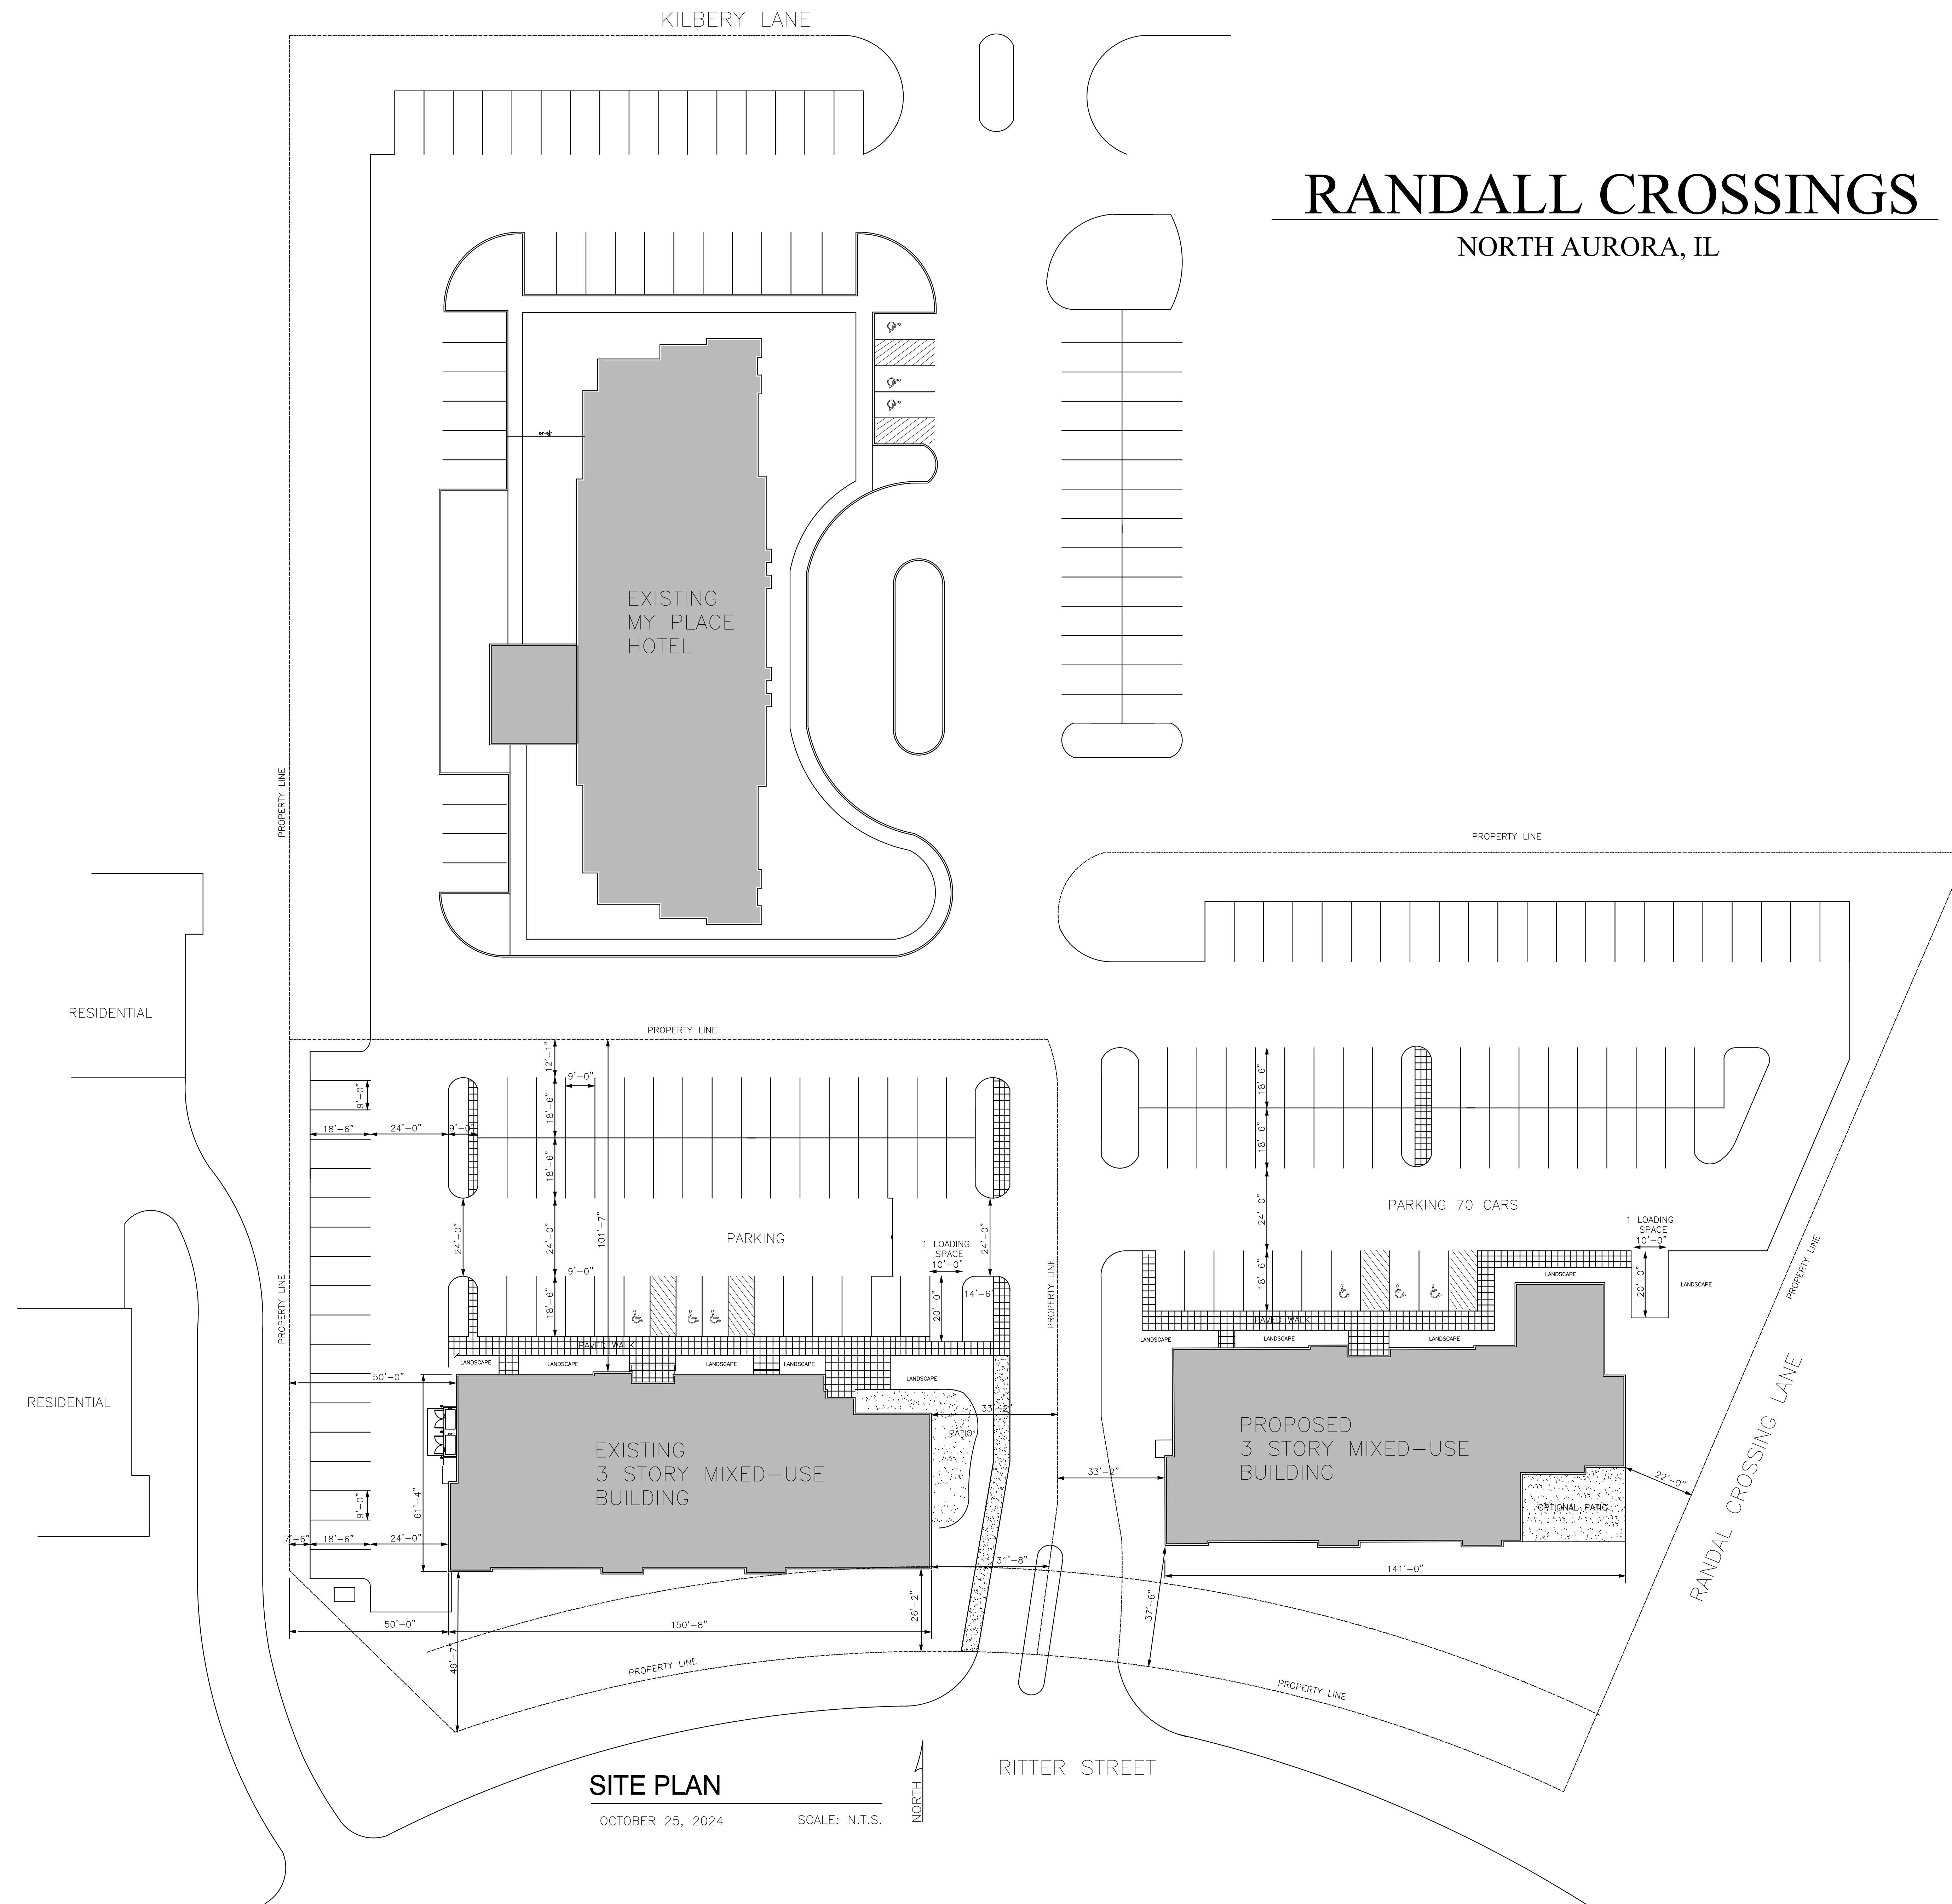 KILBERY LANE
RANDALL CROSSINGS
NORTH AURORA, IL
EXISTING
MY PLACE
HOTEL
PROPERTY LINE
PROPERTY LINE
RESIDENTIAL
PROPERTY LINE
12'-1"
9'-0"
18'-6"
9'-0"
18'-6"
24'-0"
9'-0"
18'-6"
18'-6"
18'-6"
24'-0"
24'-0"
101'-7"
PARKING
24'-0"
1 LOADING
SPACE
10'-0"
9'-0"
18'-6"
20'-0"
14'-6"
PROPERTY LINE
PROPERTY LINE
24'-0"
PARKING 70 CARS
1 LOADING
SPACE
10'-0"
18'-6"
20'-0"
LANDSCAPE
LANDSCAPE
PROPERTY LINE
PAVED WALK
PAVED WALK
LANDSCAPE
LANDSCAPE
LANDSCAPE
LANDSCAPE
LANDSCAPE
LANDSCAPE
LANDSCAPE
LANDSCAPE
RESIDENTIAL
50'-0"
33'-2"
PATIO
EXISTING
3 STORY MIXED-USE
BUILDING
PROPOSED
3 STORY MIXED-USE
BUILDING
33'-2"
22'-0"
OPTIONAL PATIO
RANDAL CROSSING LANE
61'-4"
9'-0"
7'-6"
18'-6"
24'-0"
31'-8"
141'-0"
26'-2"
37'-6"
50'-0"
150'-8"
49'-7"
PROPERTY LINE
PROPERTY LINE
RITTER STREET
SITE PLAN
OCTOBER 25, 2024
SCALE: N.T.S.
NORTH